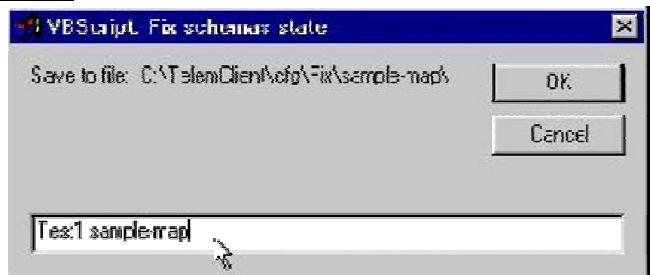 VBScript. Fix schemas state
Save to file: C:\TelemClient\cfg\Fix\sample-map\
OK
Cancel
Test1 sample-map